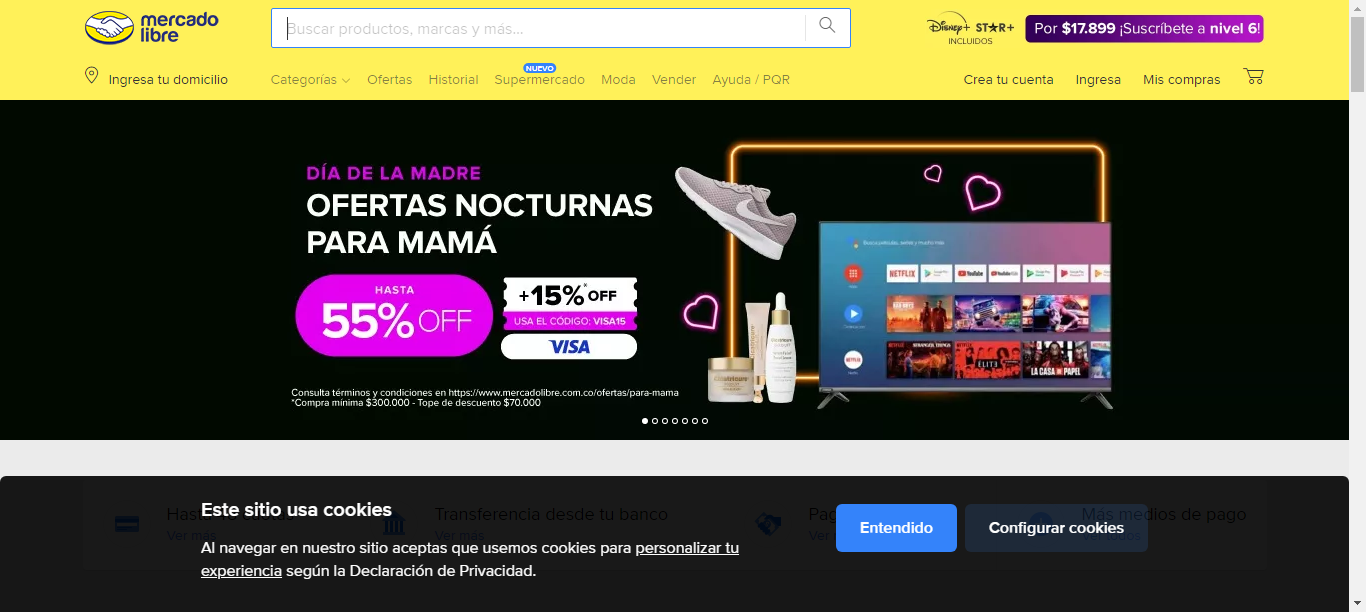 mercado
libre
Buscar productos, marcas y más...
Disney+ STAR+
INCLUIDOS
Por $17.899 ¡Suscríbete a nivel 6!
Ingresa tu domicilio
Categorías
Ofertas
Historial
NUEVO
Supermercado
Moda
Vender
Ayuda / PQR
Crea tu cuenta
Ingresa
Mis compras
DÍA DE LA MADRE
OFERTAS NOCTURNAS
PARA MAMÁ
HASTA
55% OFF
+15%* OFF
USA EL CÓDIGO: VISA15
VISA
Consulta términos y condiciones en https://www.mercadolibre.com.co/ofertas/para-mama
*Compra mínima $300.000 - Tope de descuento $70.000
NETFLIX
YouTube
NETFLIX
STRANGER THINGS
ÉLITE
LA CASA DE PAPEL
Este sitio usa cookies
Al navegar en nuestro sitio aceptas que usemos cookies para personalizar tu
experiencia según la Declaración de Privacidad.
Entendido
Configurar cookies
Transferencia desde tu banco
Ver más
Más medios de pago